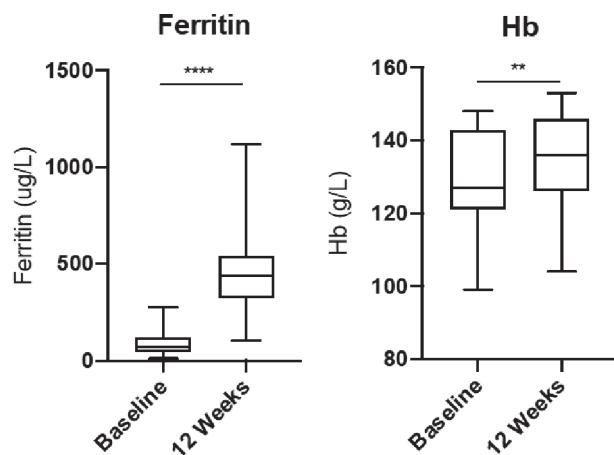 Ferritin
1500
1000
500
0
Ferritin (ug/L)
****
Baseline
12 Weeks
Hb
160
140
120
100
80
Hb (g/L)
**
Baseline
12 Weeks